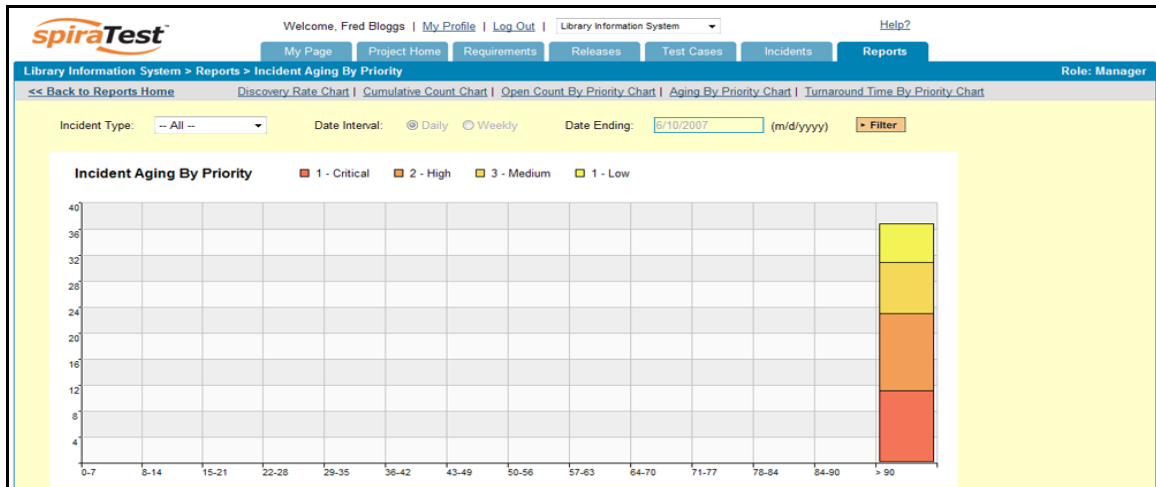 spiraTest
Welcome, Fred Bloggs | My Profile | Log Out | Library Information System Help?
My Page Project Home Requirements Releases Test Cases Incidents Reports
Library Information System > Reports > Incident Aging By Priority Role: Manager
<< Back to Reports Home Discovery Rate Chart | Cumulative Count Chart | Open Count By Priority Chart | Aging By Priority Chart | Turnaround Time By Priority Chart
Incident Type: -- All -- Date Interval: Daily Weekly Date Ending: 6/10/2007 (m/d/yyyy) Filter
Incident Aging By Priority 1 - Critical 2 - High 3 - Medium 1 - Low
40
36
32
28
24
20
16
12
8
4
0-7 8-14 15-21 22-28 29-35 36-42 43-49 50-56 57-63 64-70 71-77 78-84 84-90 > 90